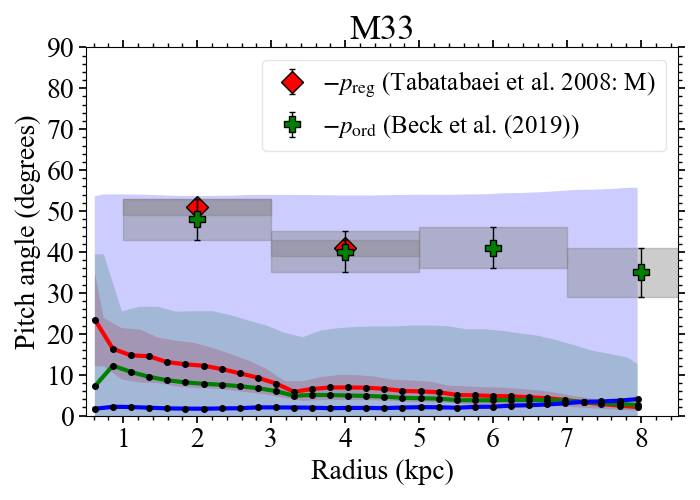 M33
−p_reg (Tabatabaei et al. 2008: M)
−p_ord (Beck et al. (2019))
Pitch angle (degrees)
90
80
70
60
50
40
30
20
10
0
1 2 3 4 5 6 7 8
Radius (kpc)